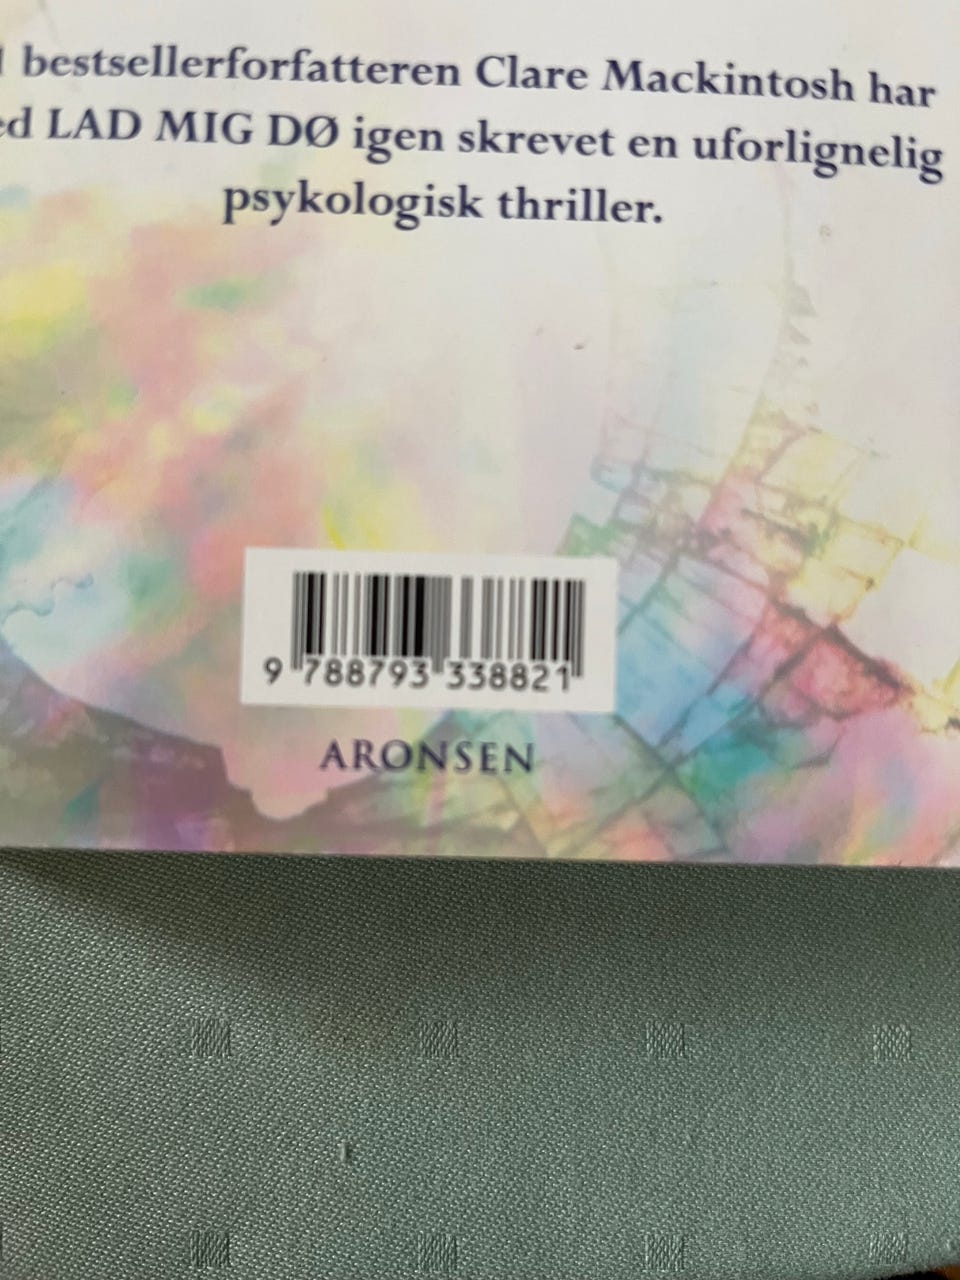 bestsellerforfatteren Clare Mackintosh har
LAD MIG DØ igen skrevet en uforlignelig
psykologisk thriller.
9 788793 338821
ARONSEN